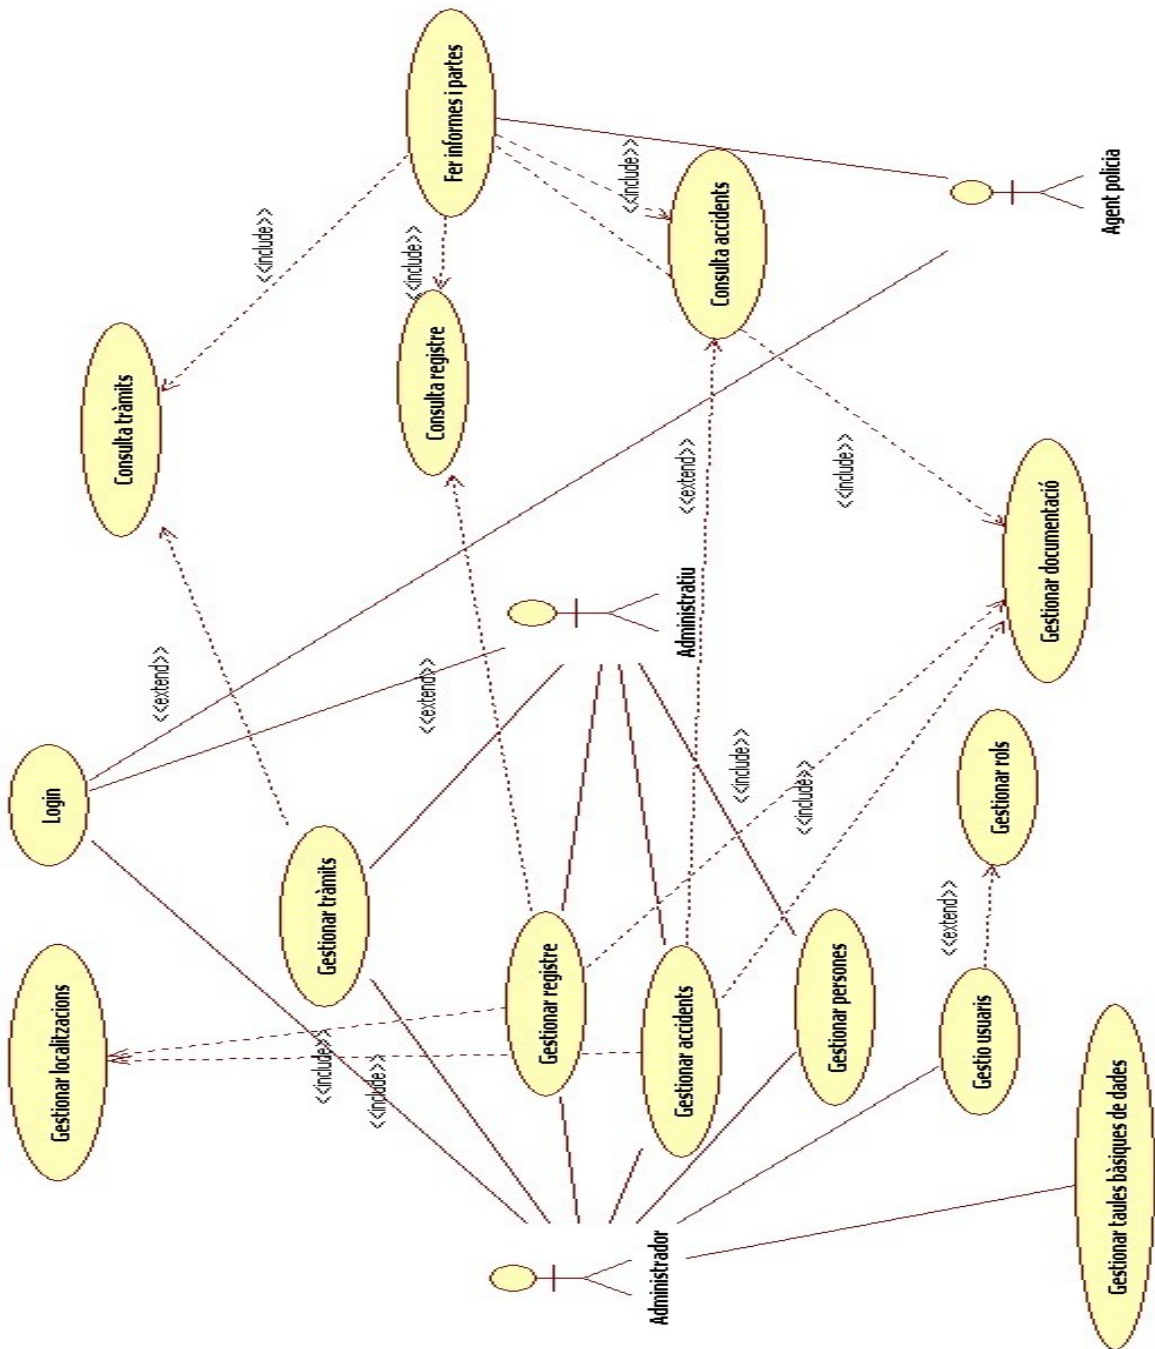 Fer informes i partes
<<include>>
<<include>>
<<include>>
Consulta tràmits
Consulta registre
Consulta accidents
Agent policia
<<extend>>
<<include>>
Gestionar documentació
Administratiu
<<extend>>
<<extend>>
Login
<<include>>
<<include>>
Gestionar rols
Gestionar tràmits
<<extend>>
Gestionar localitzacions
Gestionar registre
Gestionar accidents
Gestionar persones
Gestio usuaris
<<include>>
<<include>>
Gestionar taules bàsiques de dades
Administrador